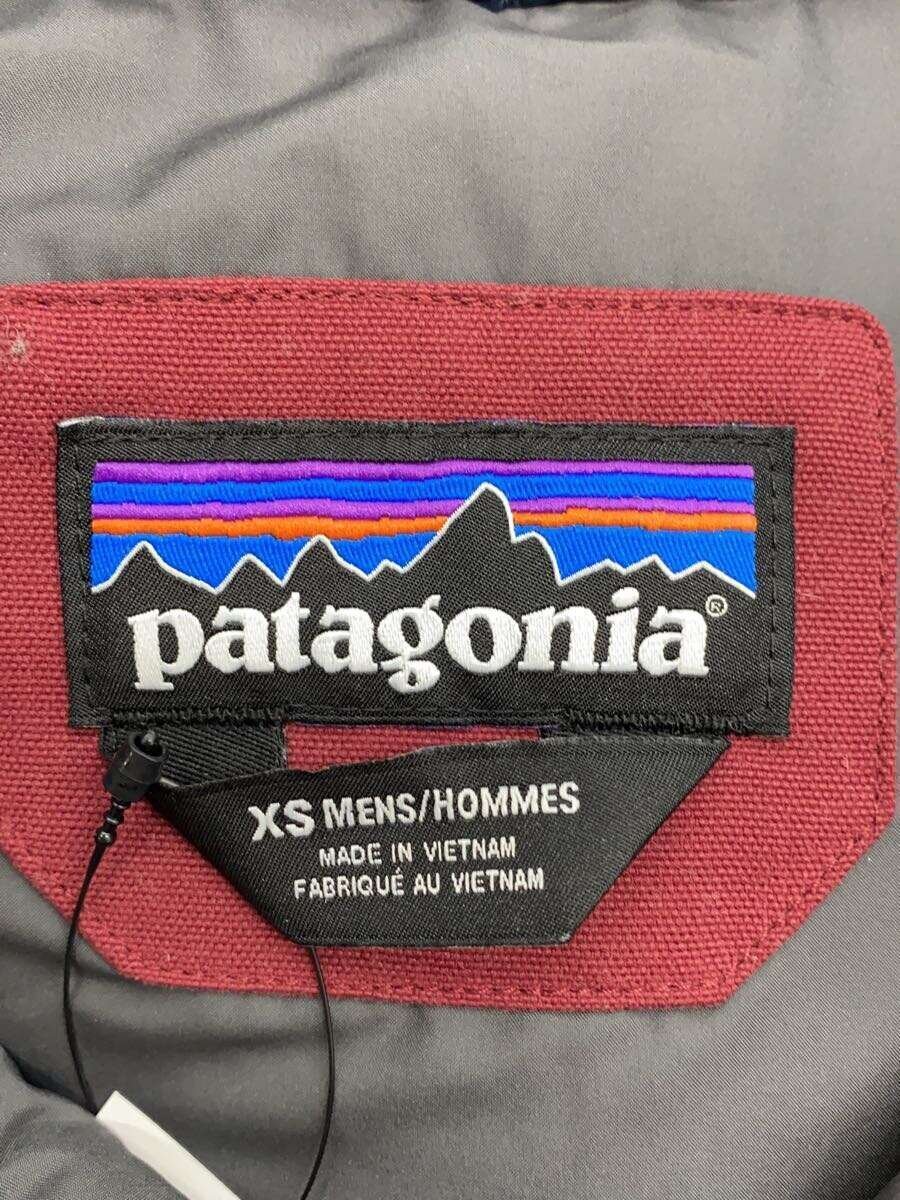 patagonia®
XS MENS/HOMMES
MADE IN VIETNAM
FABRIQUÉ AU VIETNAM